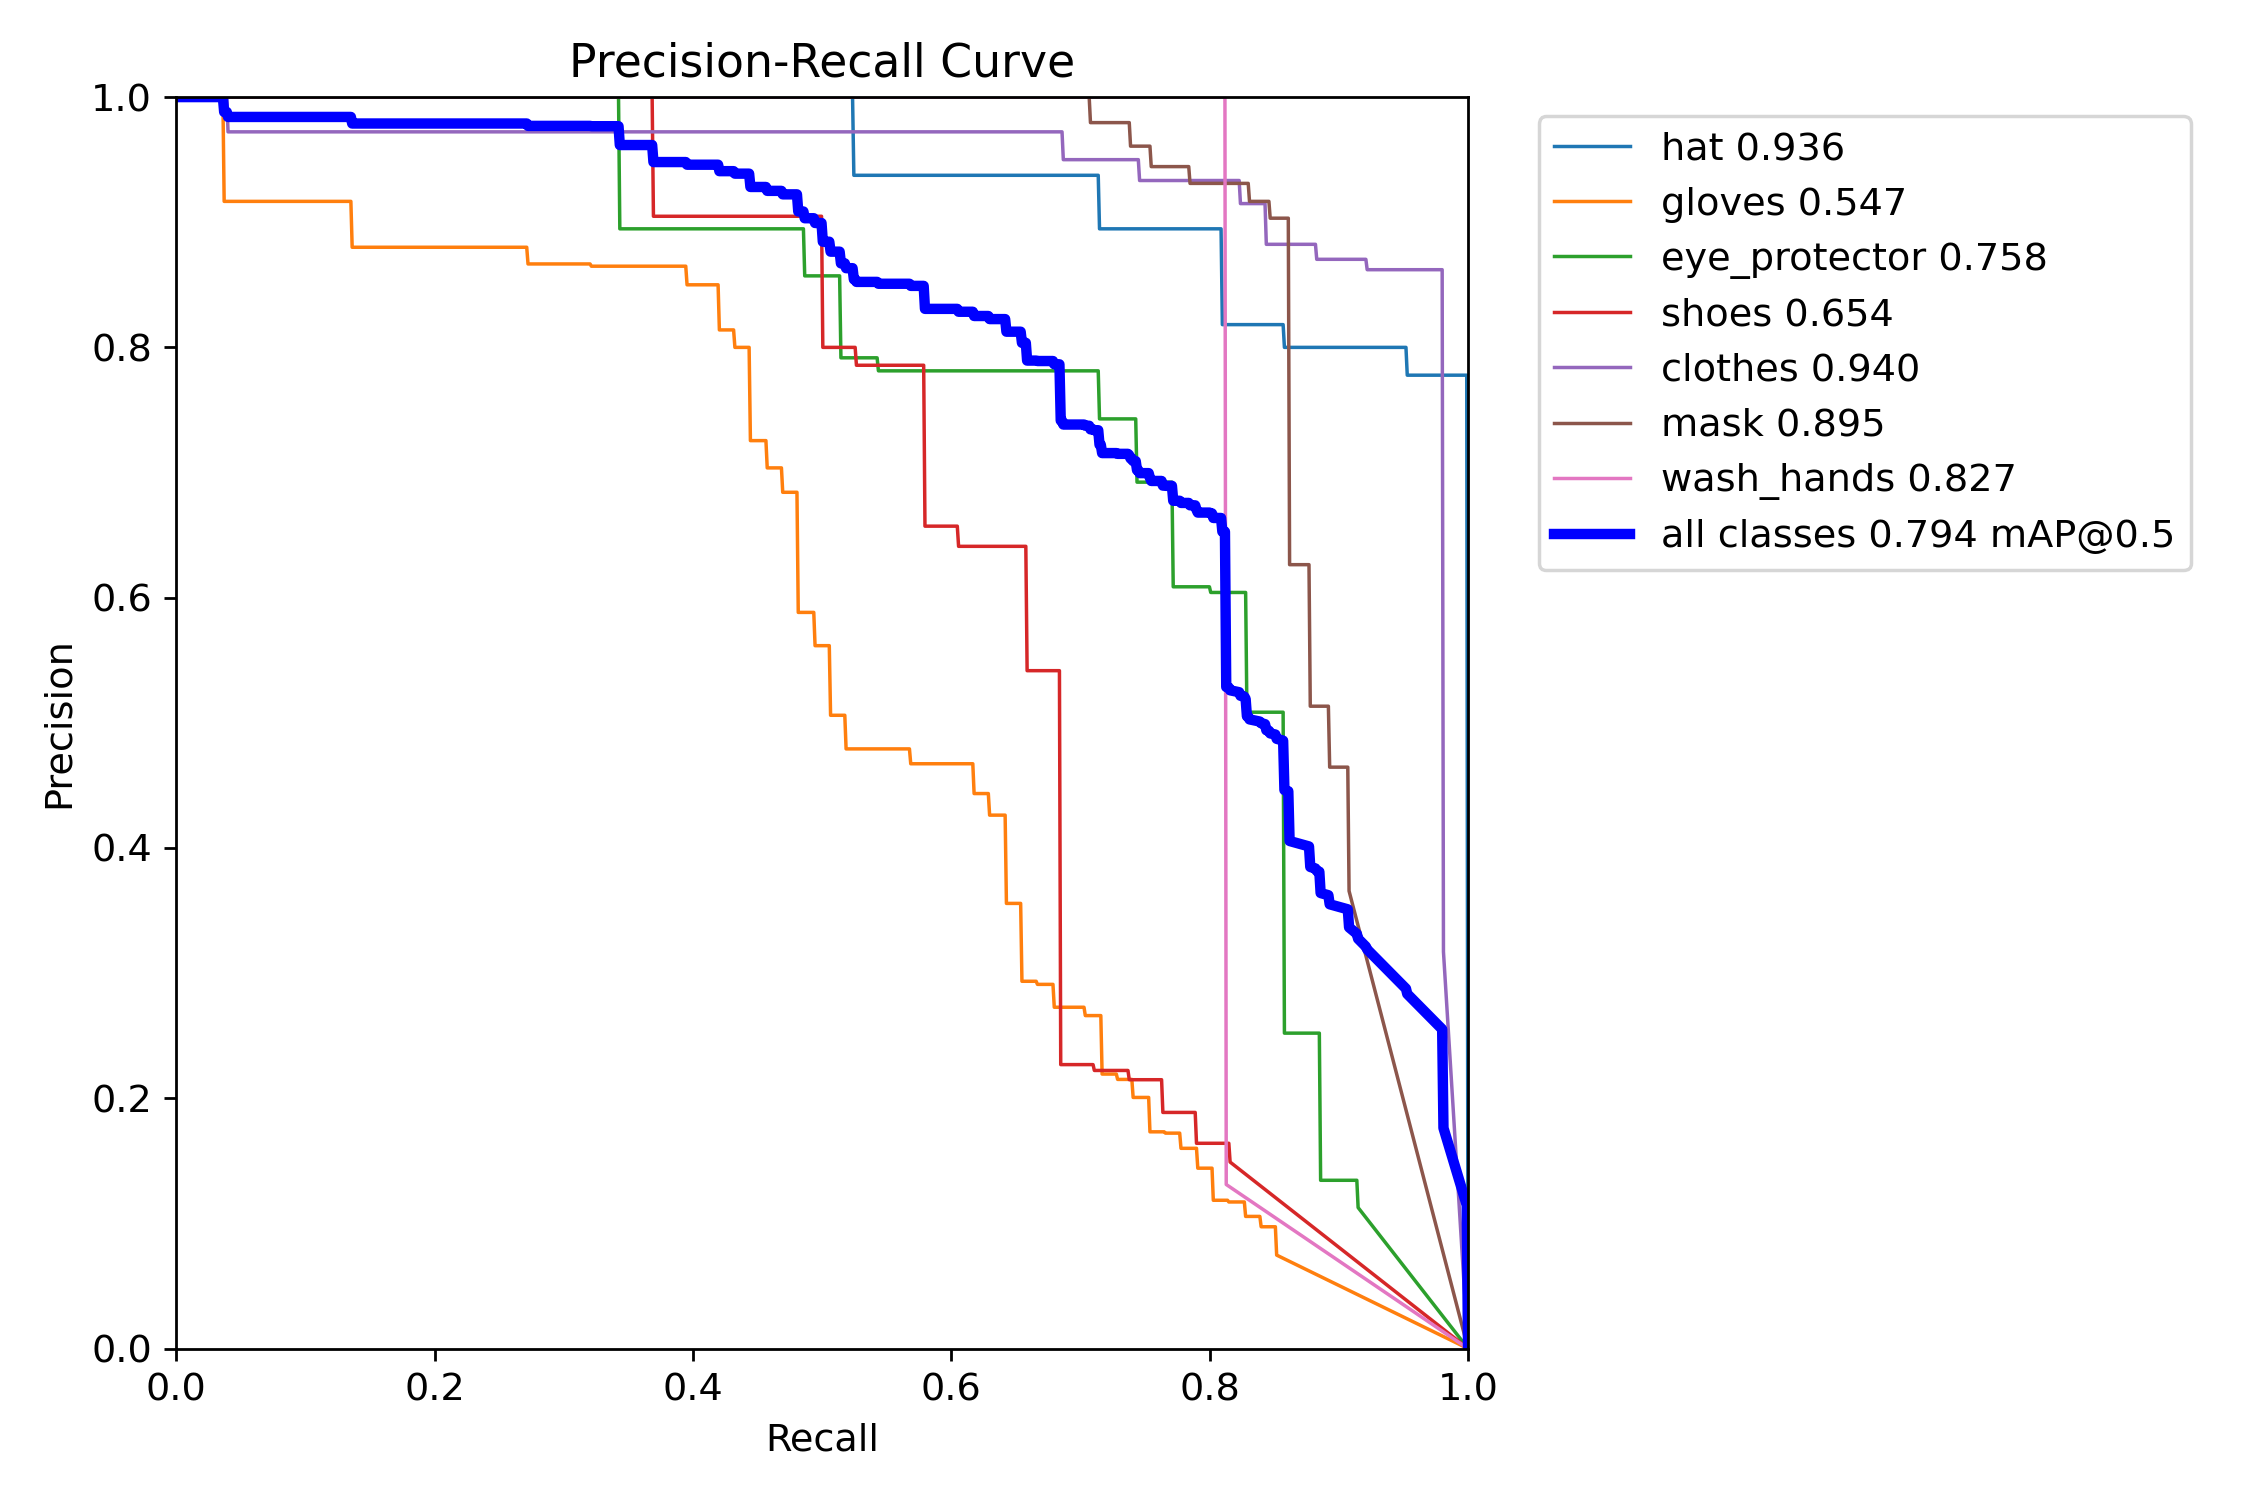 Precision-Recall Curve
1.0
0.8
0.6
0.4
0.2
0.0
Precision
0.0 0.2 0.4 0.6 0.8 1.0
Recall
hat 0.936
gloves 0.547
eye_protector 0.758
shoes 0.654
clothes 0.940
mask 0.895
wash_hands 0.827
all classes 0.794 mAP@0.5